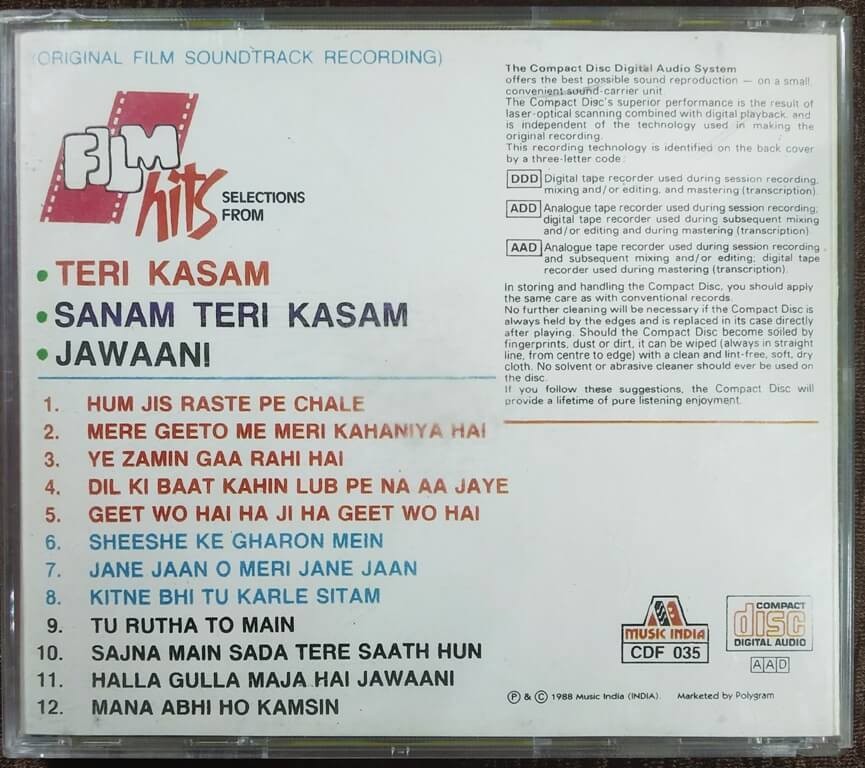 (ORIGINAL FILM SOUNDTRACK RECORDING)
FILM
hits
SELECTIONS
FROM
• TERI KASAM
• SANAM TERI KASAM
• JAWAANI
1. HUM JIS RASTE PE CHALE
2. MERE GEETO ME MERI KAHANIYA HAI
3. YE ZAMIN GAA RAHI HAI
4. DIL KI BAAT KAHIN LUB PE NA AA JAYE
5. GEET WO HAI HA JI HA GEET WO HAI
6. SHEESHE KE GHARON MEIN
7. JANE JAAN O MERI JANE JAAN
8. KITNE BHI TU KARLE SITAM
9. TU RUTHA TO MAIN
10. SAJNA MAIN SADA TERE SAATH HUN
11. HALLA GULLA MAJA HAI JAWAANI
12. MANA ABHI HO KAMSIN
The Compact Disc Digital Audio System
offers the best possible sound reproduction — on a small,
convenient sound-carrier unit.
The Compact Disc's superior performance is the result of
laser-optical scanning combined with digital playback, and
is independent of the technology used in making the
original recording.
This recording technology is identified on the back cover
by a three-letter code:
DDD Digital tape recorder used during session recording,
mixing and/or editing, and mastering (transcription).
ADD Analogue tape recorder used during session recording;
digital tape recorder used during subsequent mixing
and/or editing and during mastering (transcription).
AAD Analogue tape recorder used during session recording
and subsequent mixing and/or editing; digital tape
recorder used during mastering (transcription).
In storing and handling the Compact Disc, you should apply
the same care as with conventional records.
No further cleaning will be necessary if the Compact Disc is
always held by the edges and is replaced in its case directly
after playing. Should the Compact Disc become soiled by
fingerprints, dust or dirt, it can be wiped (always in straight
line, from centre to edge) with a clean and lint-free, soft, dry
cloth. No solvent or abrasive cleaner should ever be used on
the disc.
If you follow these suggestions, the Compact Disc will
provide a lifetime of pure listening enjoyment.
MUSIC INDIA
CDF 035
COMPACT
disc
DIGITAL AUDIO
AAD
℗ & © 1988 Music India (INDIA). Marketed by Polygram